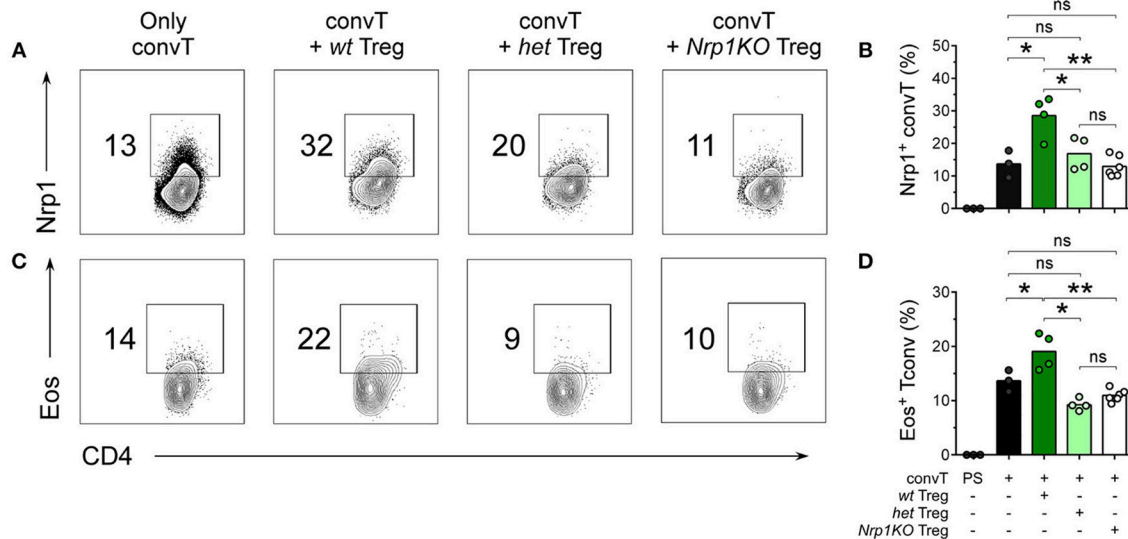 Only
convT
convT
+ wt Treg
convT
+ het Treg
convT
+ Nrp1KO Treg
A
Nrp1
13
32
20
11
B
Nrp1+ convT (%)
50
40
30
20
10
0
ns
ns
*
**
*
ns
C
Eos
14
22
9
10
CD4
D
Eos+ Tconv (%)
30
20
10
0
ns
ns
*
**
*
ns
convT PS + + + +
wt Treg - - + - -
het Treg - - - + -
Nrp1KO Treg - - - - +